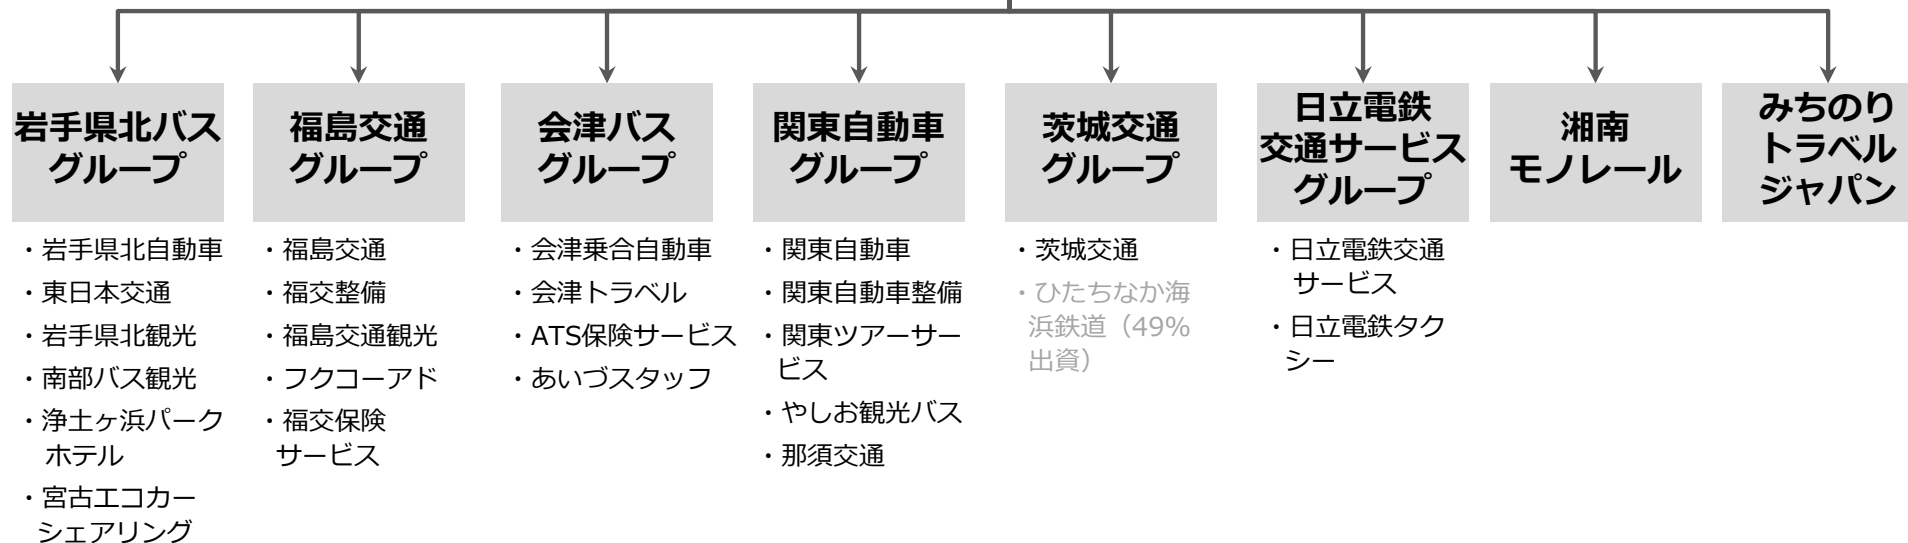 岩手県北バス
グループ
福島交通
グループ
会津バス
グループ
関東自動車
グループ
茨城交通
グループ
日立電鉄
交通サービス
グループ
湘南
モノレール
みちのり
トラベル
ジャパン
・岩手県北自動車
・東日本交通
・岩手県北観光
・南部バス観光
・浄土ヶ浜パーク
ホテル
・宮古エコカー
シェアリング
・福島交通
・福交整備
・福島交通観光
・フクコーアド
・福交保険
サービス
・会津乗合自動車
・会津トラベル
・ATS保険サービス
・あいづスタッフ
・関東自動車
・関東自動車整備
・関東ツアーサー
ビス
・やしお観光バス
・那須交通
・茨城交通
・ひたちなか海
浜鉄道（49%
出資）
・日立電鉄交通
サービス
・日立電鉄タク
シー